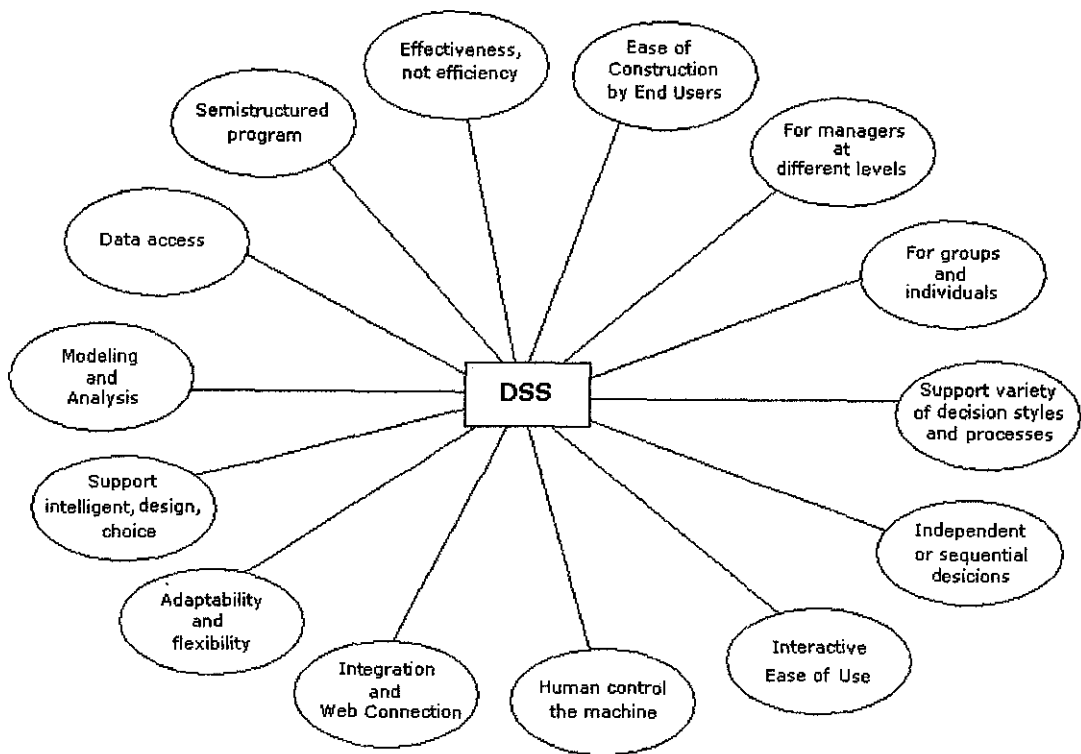 Effectiveness,
not efficiency
Ease of
Construction
by End Users
Semistructured
program
For managers
at
different levels
Data access
For groups
and
individuals
Modeling
and
Analysis
DSS
Support variety
of decision styles
and processes
Support
intelligent, design,
choice
Independent
or sequential
desicions
Adaptability
and
flexibility
Interactive
Ease of Use
Integration
and
Web Connection
Human control
the machine